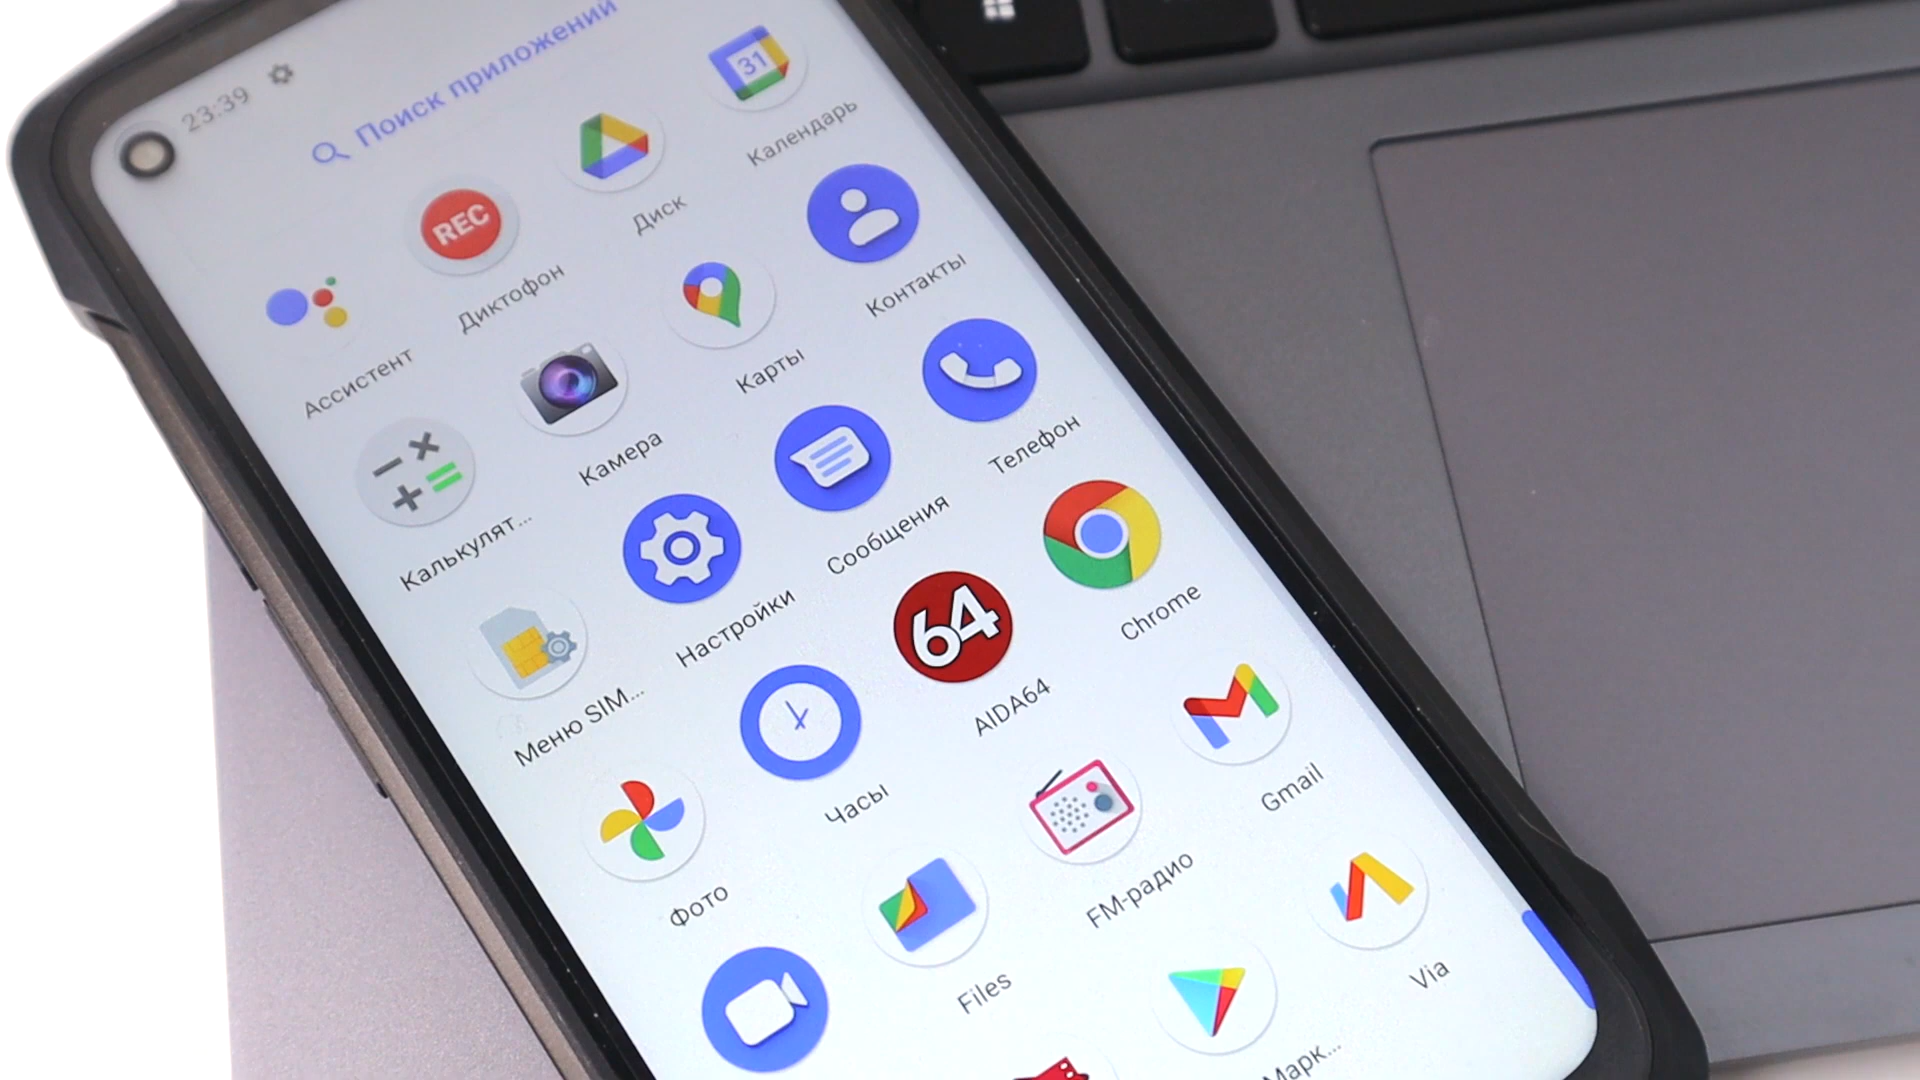 23:39
Поиск приложений
31
REC
Ассистент
Диктофон
Диск
Календарь
Калькулят...
Камера
Карты
Контакты
Меню SIM...
Настройки
Сообщения
Телефон
64
Фото
Часы
AIDA64
Chrome
Files
FM-радио
Gmail
Марк...
Via